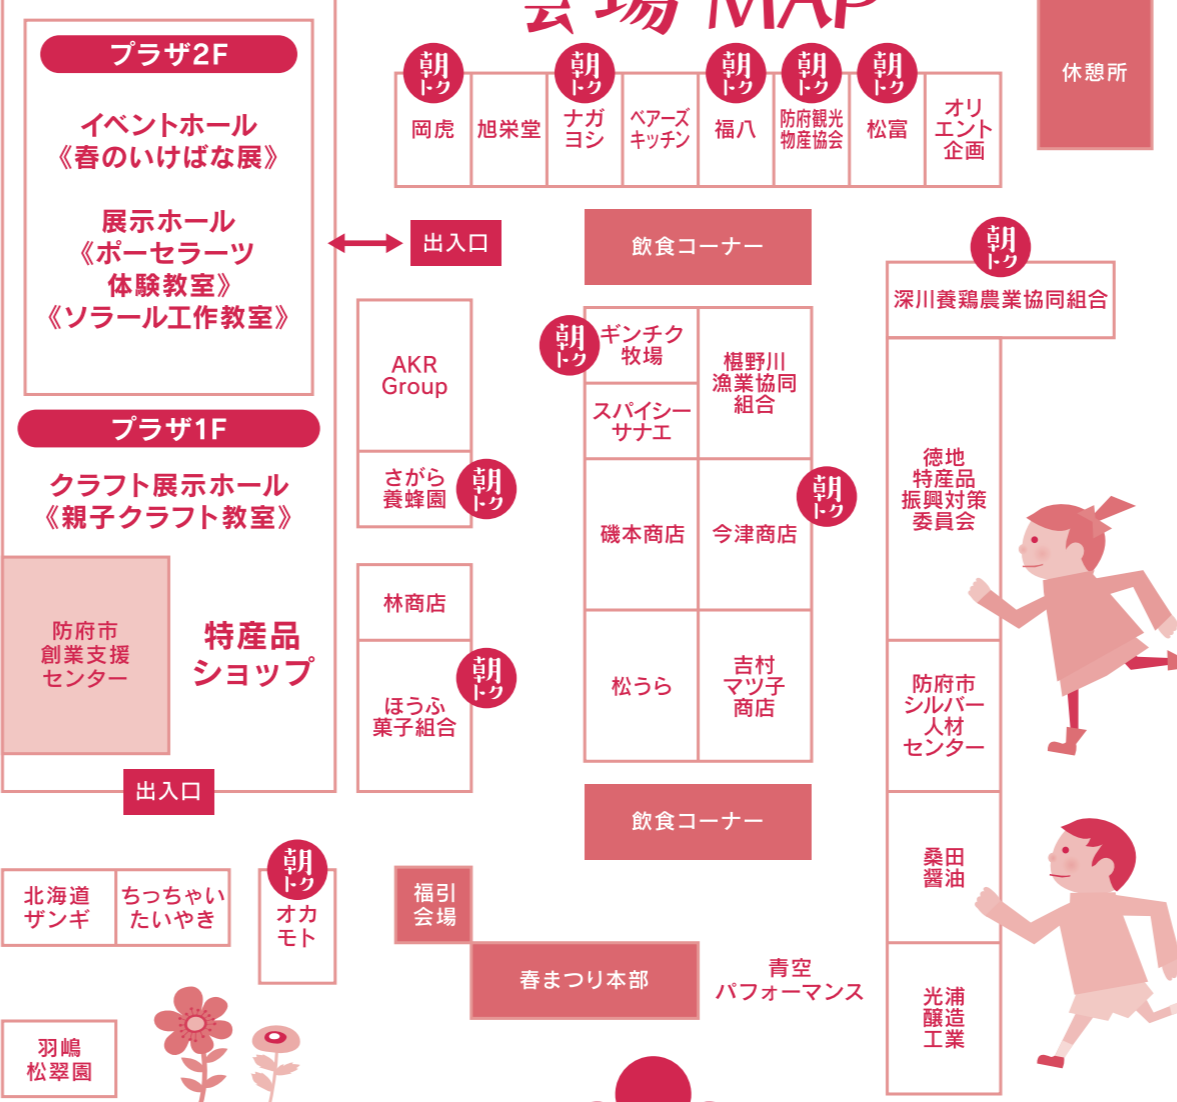 会場 MAP
プラザ2F
イベントホール
《春のいけばな展》
展示ホール
《ポーセラーツ
体験教室》
《ソラール工作教室》
プラザ1F
クラフト展示ホール
《親子クラフト教室》
防府市
創業支援
センター
特産品
ショップ
出入口
出入口
朝
トク
岡虎
旭栄堂
朝
トク
ナガ
ヨシ
ベアーズ
キッチン
朝
トク
福八
朝
トク
防府観光
物産協会
朝
トク
松富
オリ
エント
企画
休憩所
飲食コーナー
AKR
Group
さがら
養蜂園
朝
トク
林商店
ほうふ
菓子組合
朝
トク
朝
トク
ギンチク
牧場
スパイシー
サナエ
椹野川
漁業協同
組合
磯本商店
今津商店
朝
トク
松うら
吉村
マツ子
商店
飲食コーナー
朝
トク
深川養鶏農業協同組合
徳地
特産品
振興対策
委員会
防府市
シルバー
人材
センター
桑田
醤油
光浦
醸造
工業
北海道
ザンギ
ちっちゃい
たいやき
朝
トク
オカ
モト
福引
会場
春まつり本部
青空
パフォーマンス
羽嶋
松翠園